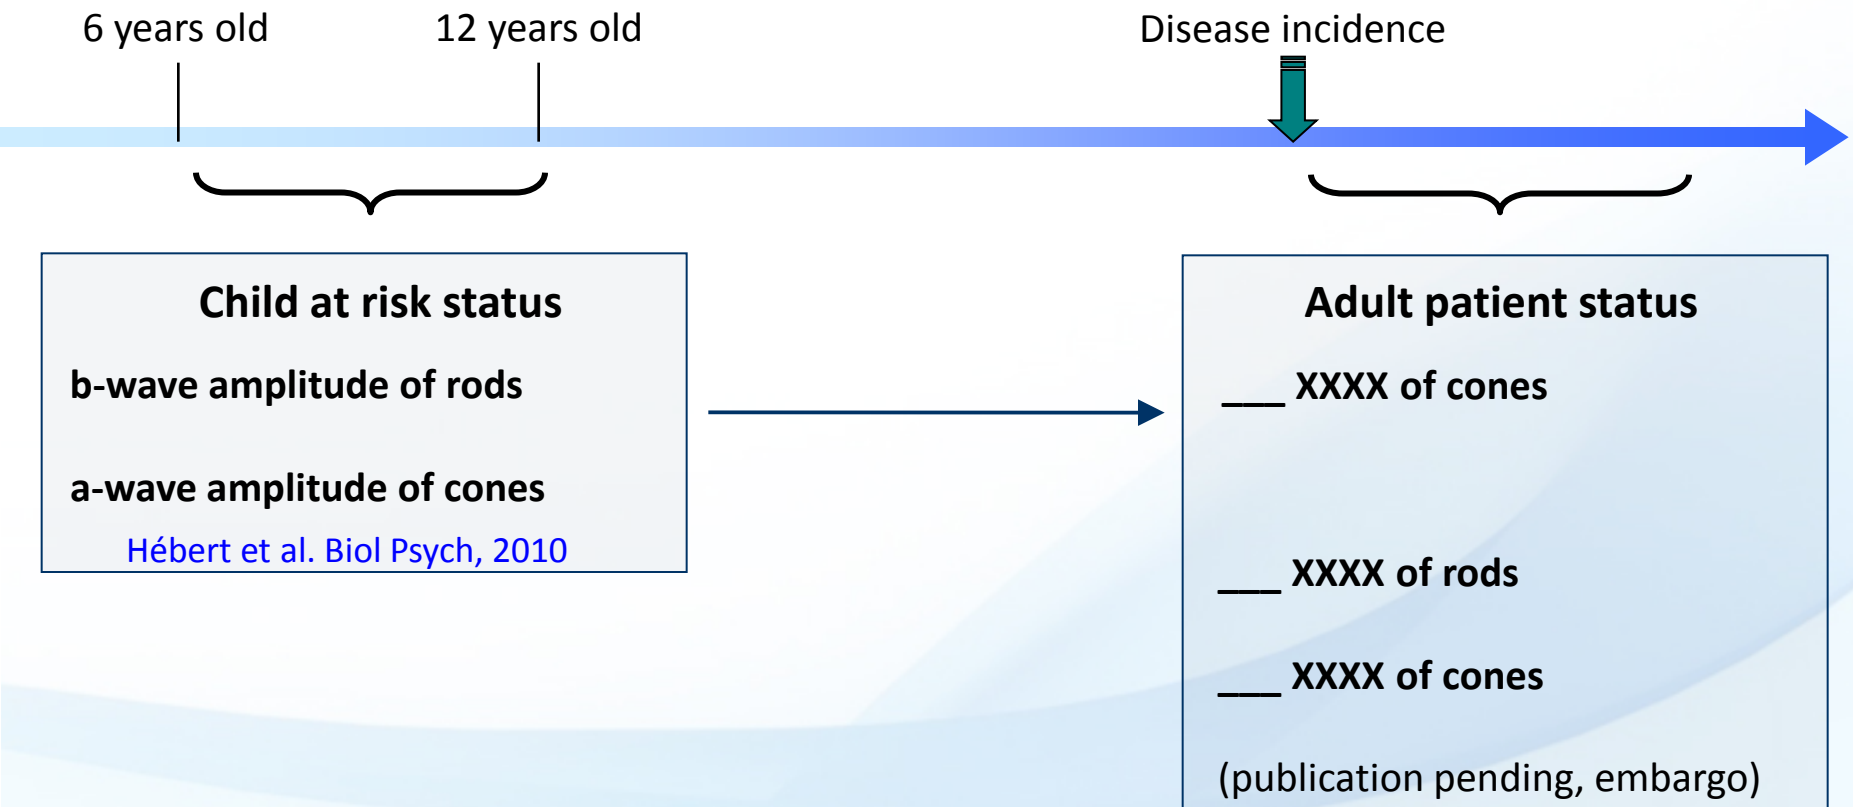 6 years old
12 years old
Disease incidence
Child at risk status
b-wave amplitude of rods
a-wave amplitude of cones
Hébert et al. Biol Psych, 2010
Adult patient status
___ XXXX of cones
___ XXXX of rods
___ XXXX of cones
(publication pending, embargo)